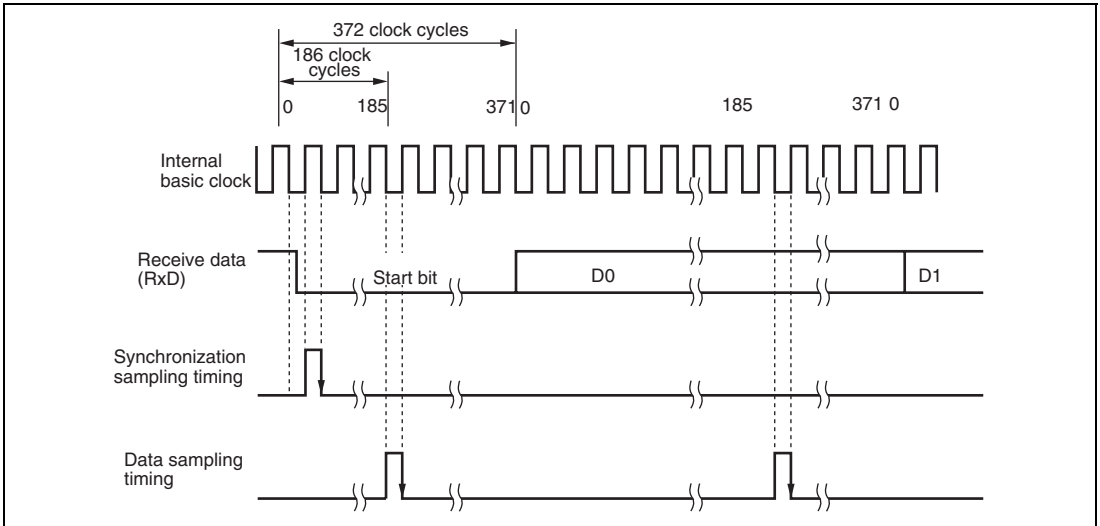 372 clock cycles
186 clock
cycles
0
185
371 0
185
371 0
Internal
basic clock
Receive data
(RxD)
Start bit
D0
D1
Synchronization
sampling timing
Data sampling
timing